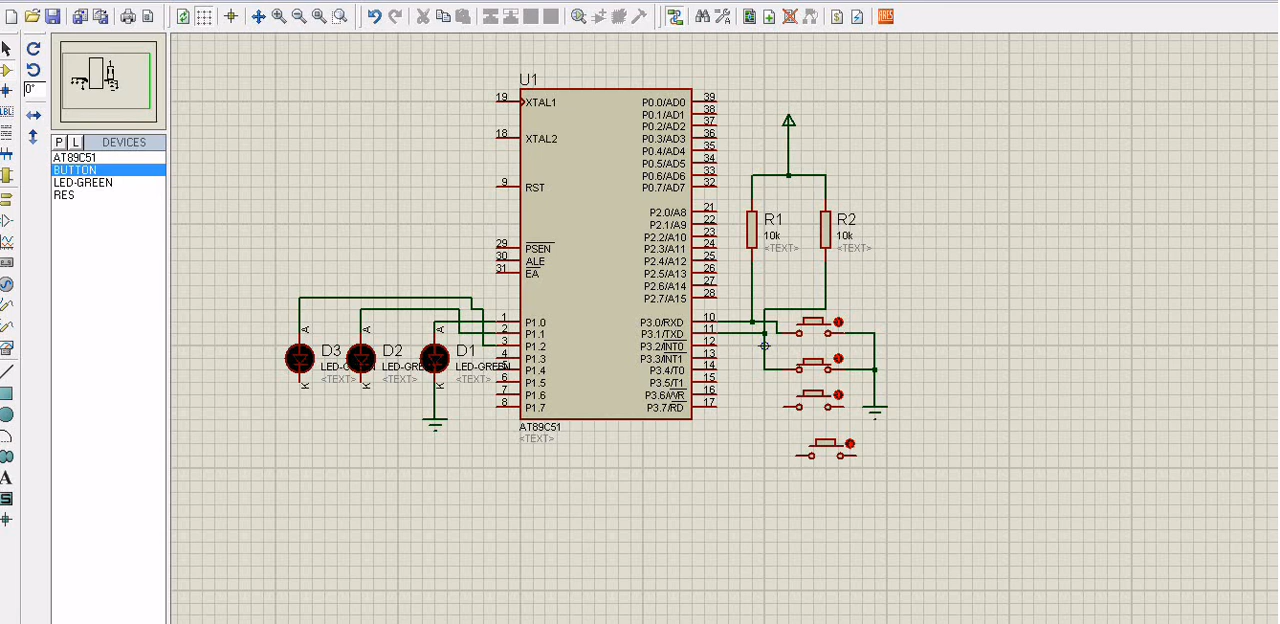 0°
P L DEVICES
AT89C51
BUTTON
LED-GREEN
RES
LBL
A
S
$
ARES
U1
19 XTAL1
18 XTAL2
9 RST
29 PSEN
30 ALE
31 EA
1 P1.0
2 P1.1
3 P1.2
4 P1.3
5 P1.4
6 P1.5
7 P1.6
8 P1.7
P0.0/AD0 39
P0.1/AD1 38
P0.2/AD2 37
P0.3/AD3 36
P0.4/AD4 35
P0.5/AD5 34
P0.6/AD6 33
P0.7/AD7 32
P2.0/A8 21
P2.1/A9 22
P2.2/A10 23
P2.3/A11 24
P2.4/A12 25
P2.5/A13 26
P2.6/A14 27
P2.7/A15 28
P3.0/RXD 10
P3.1/TXD 11
P3.2/INT0 12
P3.3/INT1 13
P3.4/T0 14
P3.5/T1 15
P3.6/WR 16
P3.7/RD 17
AT89C51
<TEXT>
R1
10k
<TEXT>
R2
10k
<TEXT>
A
D3
LED-G
<TEXT>
K
A
D2
LED-GRE
<TEXT>
K
A
D1
LED-GREEN
<TEXT>